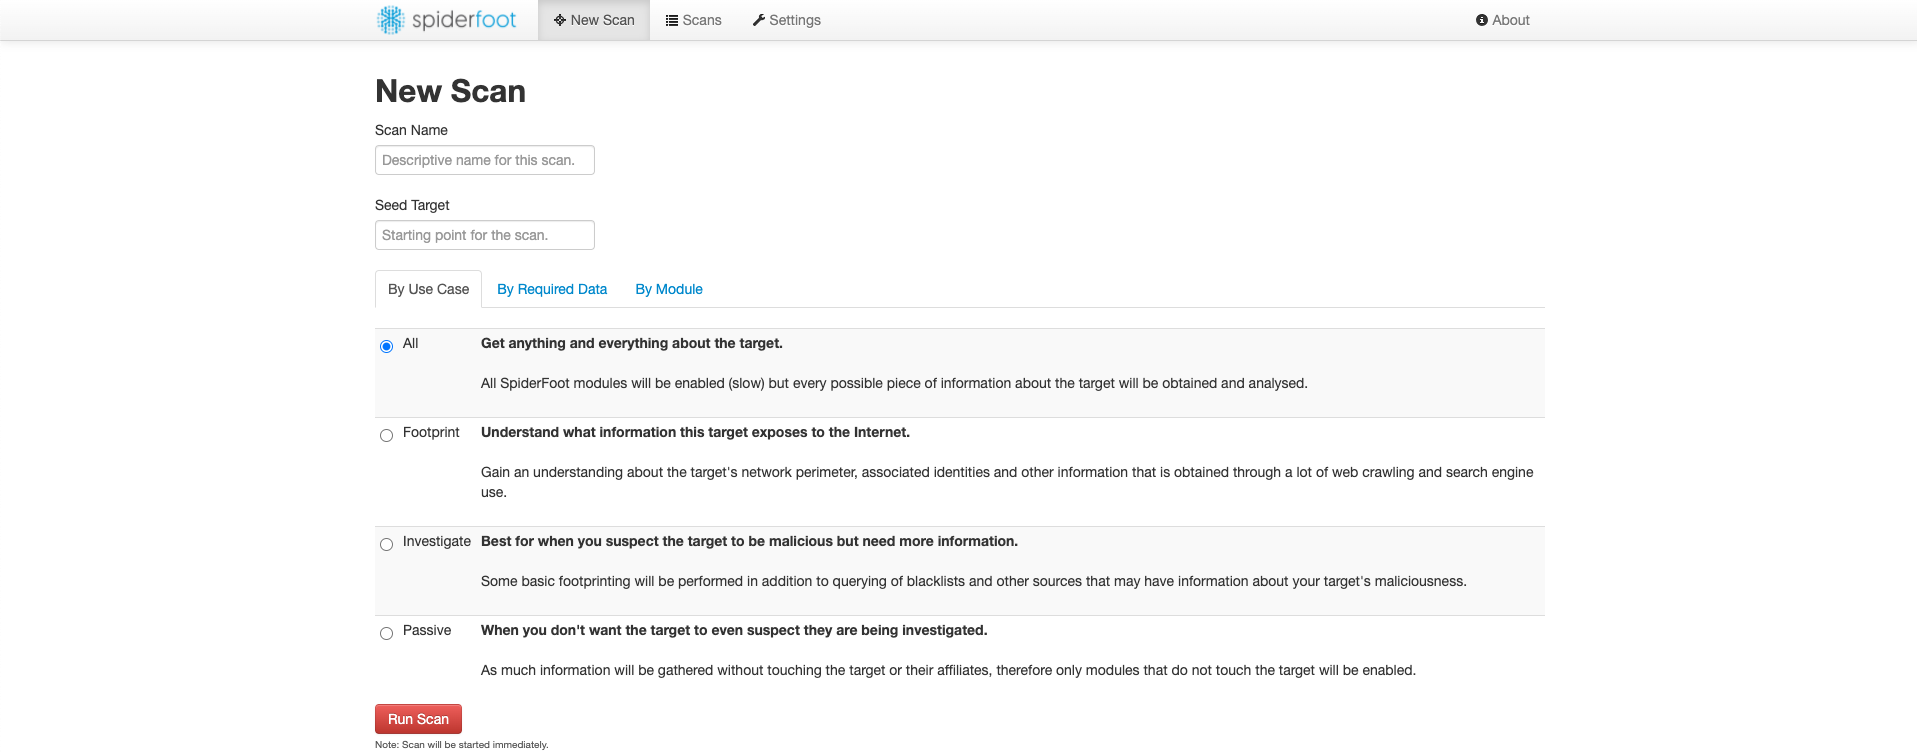 spiderfoot New Scan Scans Settings About
New Scan
Scan Name
Descriptive name for this scan.
Seed Target
Starting point for the scan.
By Use Case By Required Data By Module
All Get anything and everything about the target.
All SpiderFoot modules will be enabled (slow) but every possible piece of information about the target will be obtained and analysed.
Footprint Understand what information this target exposes to the Internet.
Gain an understanding about the target's network perimeter, associated identities and other information that is obtained through a lot of web crawling and search engine
use.
Investigate Best for when you suspect the target to be malicious but need more information.
Some basic footprinting will be performed in addition to querying of blacklists and other sources that may have information about your target's maliciousness.
Passive When you don't want the target to even suspect they are being investigated.
As much information will be gathered without touching the target or their affiliates, therefore only modules that do not touch the target will be enabled.
Run Scan
Note: Scan will be started immediately.